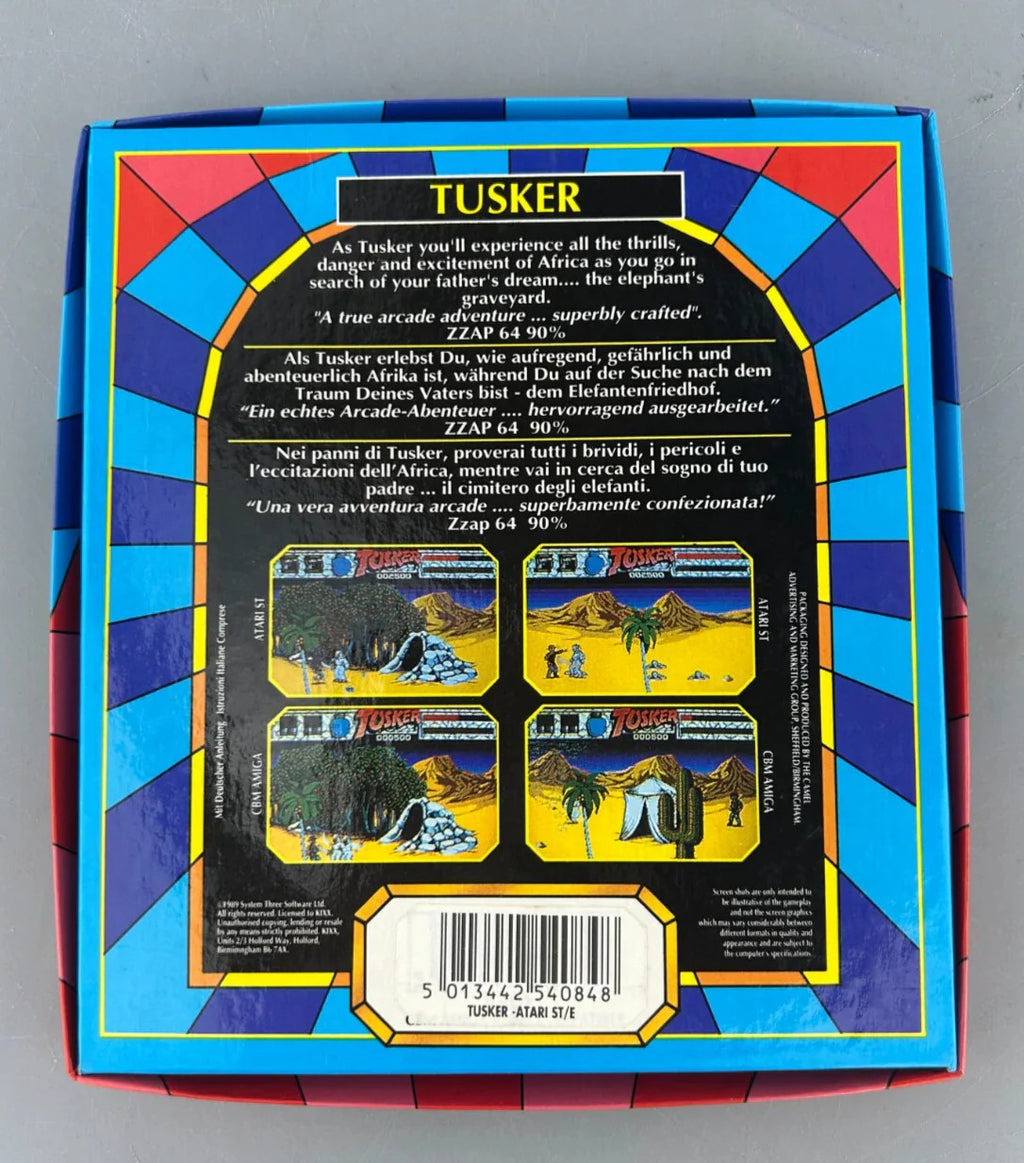 TUSKER
As Tusker you'll experience all the thrills,
danger and excitement of Africa as you go in
search of your father's dream.... the elephant's
graveyard.
"A true arcade adventure ... superbly crafted".
ZZAP 64 90%
Als Tusker erlebst Du, wie aufregend, gefährlich und
abenteuerlich Afrika ist, während Du auf der Suche nach dem
Traum Deines Vaters bist - dem Elefantenfriedhof.
“Ein echtes Arcade-Abenteuer .... hervorragend ausgearbeitet.”
ZZAP 64 90%
Nei panni di Tusker, proverai tutti i brividi, i pericoli e
l'eccitazioni dell'Africa, mentre vai in cerca del sogno di tuo
padre ... il cimitero degli elefanti.
“Una vera avventura arcade .... superbamente confezionata!”
Zzap 64 90%
Mit Deutscher Anleitung Istruzioni Italiane Comprese
ATARI ST
TUSKER
002500
TUSKER
002500
ATARI ST
CBM AMIGA
TUSKER
000500
TUSKER
000500
CBM AMIGA
PACKAGING DESIGNED AND PRODUCED BY THE CAMEL
ADVERTISING AND MARKETING GROUP, SHEFFIELD/BIRMINGHAM.
©1989 System Three Software Ltd.
All rights reserved. Licensed to KIXX.
Unauthorised copying, lending or resale
by any means strictly prohibited. KIXX,
Units 2/3 Holford Way, Holford,
Birmimngham B6 7AX.
Screen shots are only intended to
be illustrative of the gameplay
and not the screen graphics
which may vary considerably between
different formats in quality and
appearance and are subject to
the computer's specifications.
5 013442 540848
TUSKER -ATARI ST/E